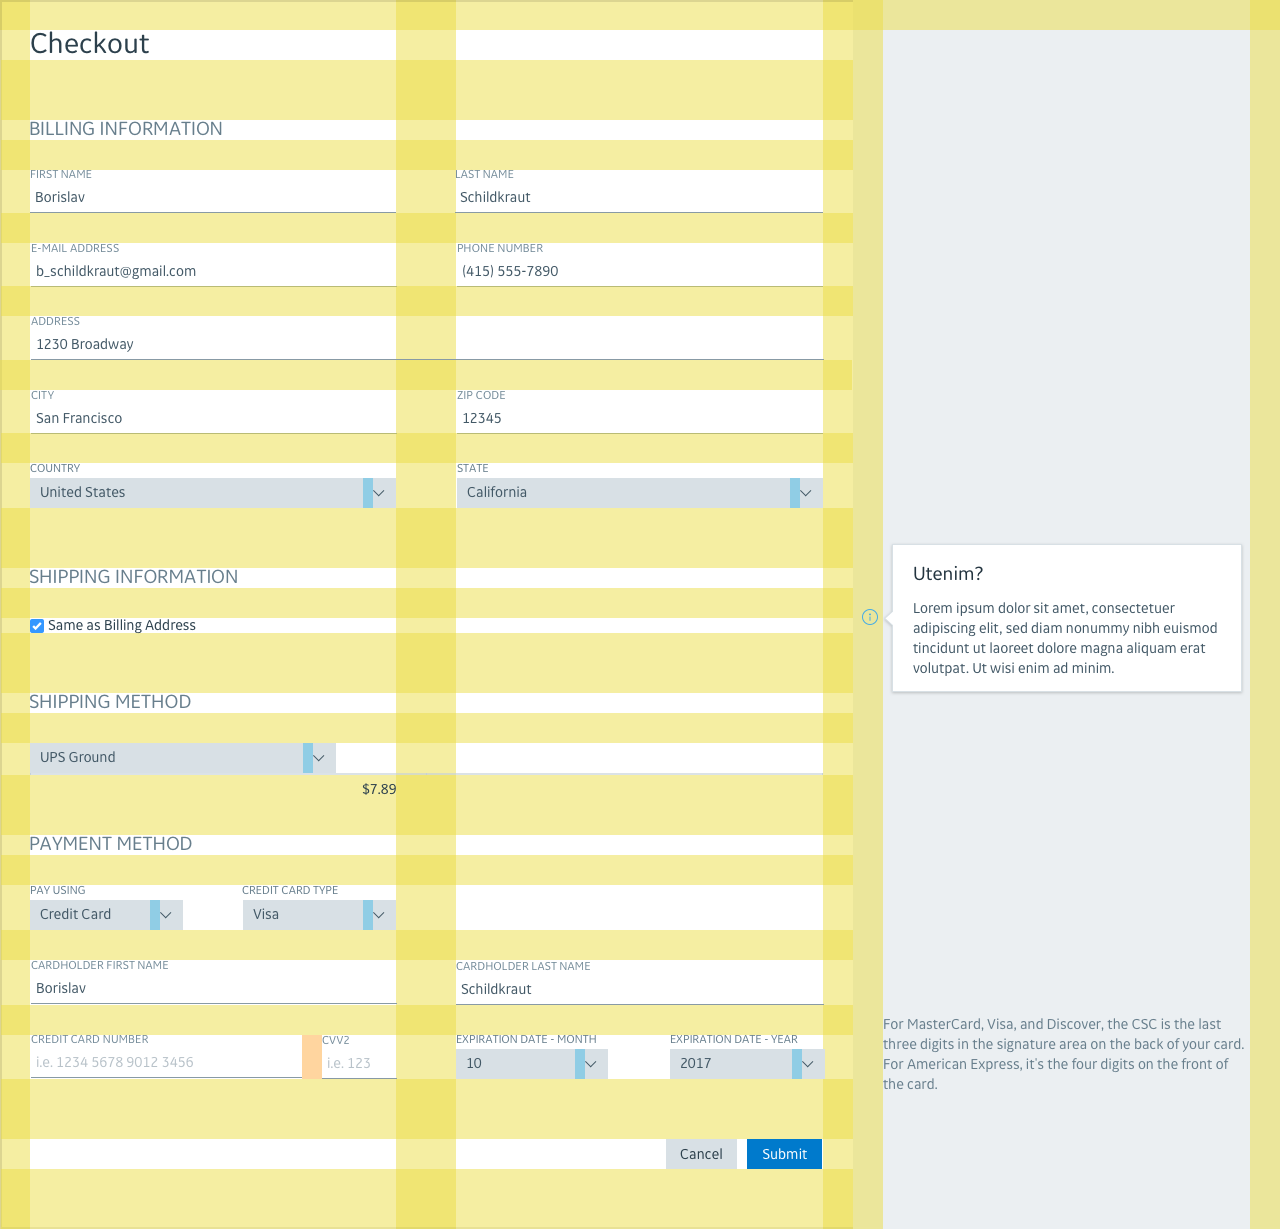 Checkout
BILLING INFORMATION
FIRST NAME
Borislav
LAST NAME
Schildkraut
E-MAIL ADDRESS
b_schildkraut@gmail.com
PHONE NUMBER
(415) 555-7890
ADDRESS
1230 Broadway
CITY
San Francisco
ZIP CODE
12345
COUNTRY
United States
STATE
California
SHIPPING INFORMATION
Same as Billing Address
Utenim?
Lorem ipsum dolor sit amet, consectetuer
adipiscing elit, sed diam nonummy nibh euismod
tincidunt ut laoreet dolore magna aliquam erat
volutpat. Ut wisi enim ad minim.
SHIPPING METHOD
UPS Ground
$7.89
PAYMENT METHOD
PAY USING
Credit Card
CREDIT CARD TYPE
Visa
CARDHOLDER FIRST NAME
Borislav
CARDHOLDER LAST NAME
Schildkraut
CREDIT CARD NUMBER
i.e. 1234 5678 9012 3456
CVV2
i.e. 123
EXPIRATION DATE - MONTH
10
EXPIRATION DATE - YEAR
2017
For MasterCard, Visa, and Discover, the CSC is the last
three digits in the signature area on the back of your card.
For American Express, it's the four digits on the front of
the card.
Cancel
Submit